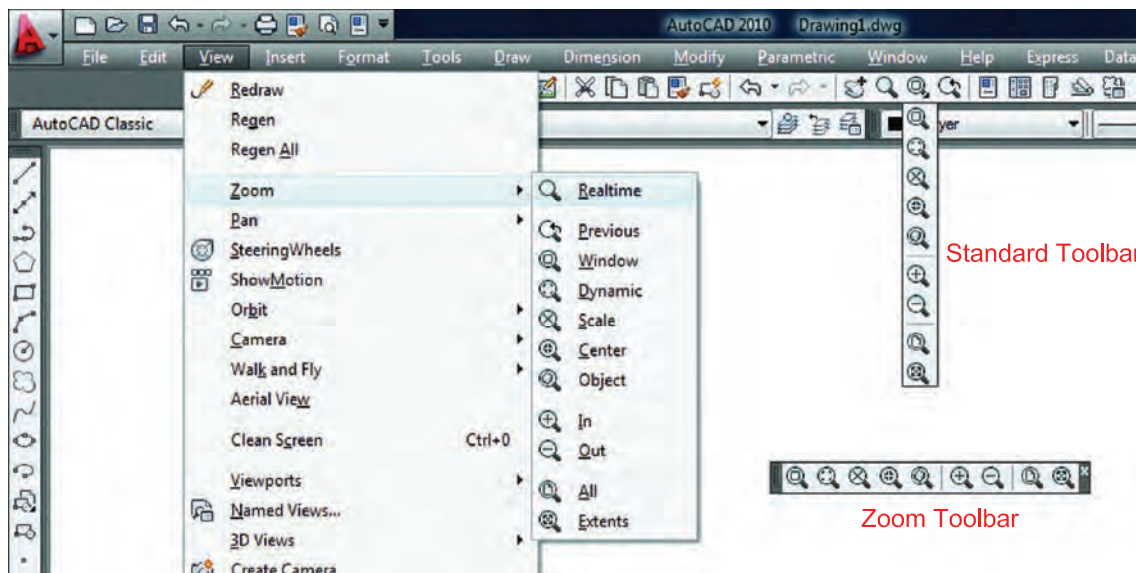 AutoCAD 2010 Drawing1.dwg
File Edit View Insert Format Tools Draw Dimension Modify Parametric Window Help Express Data
AutoCAD Classic
yer
Redraw
Regen
Regen All
Zoom
Pan
SteeringWheels
ShowMotion
Orbit
Camera
Walk and Fly
Aerial View
Clean Screen Ctrl+0
Viewports
Named Views...
3D Views
Create Camera
Realtime
Previous
Window
Dynamic
Scale
Center
Object
In
Out
All
Extents
Standard Toolbar
Zoom Toolbar